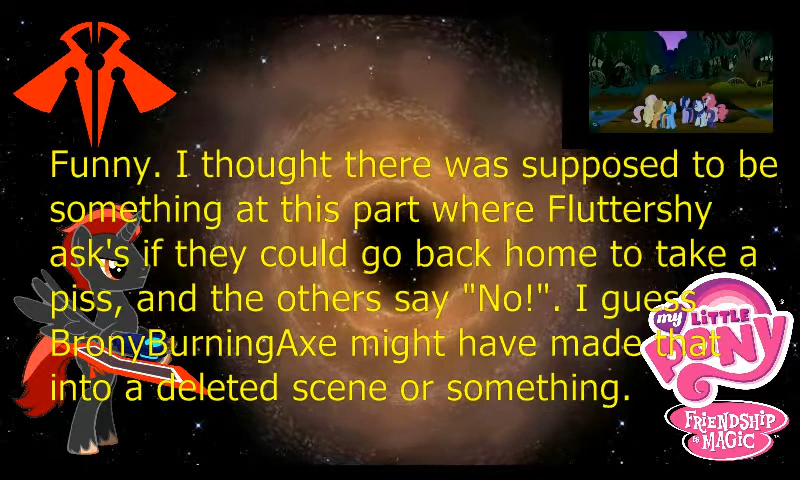 Funny. I thought there was supposed to be
something at this part where Fluttershy
ask's if they could go back home to take a
piss, and the others say "No!". I guess
BronyBurningAxe might have made that
into a deleted scene or something.
my LITTLE
PONY
FRiENDSHiP
is MAGiC